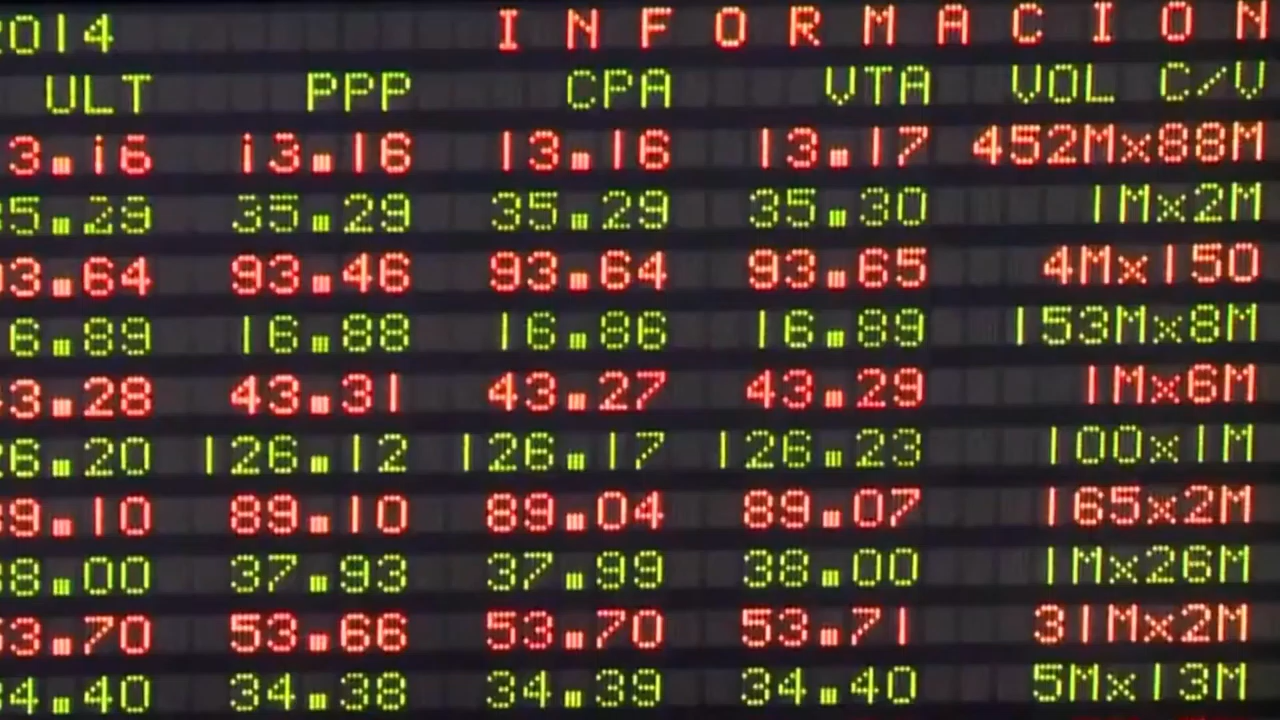 2014 INFORMACION
ULT PPP CPA VTA VOL C/V
3.16 13.16 13.16 13.17 452Mx88M
35.29 35.29 35.29 35.30 1Mx2M
93.64 93.46 93.64 93.65 4Mx150
6.89 16.88 16.86 16.89 153Mx8M
43.28 43.31 43.27 43.29 1Mx6M
26.20 126.12 126.17 126.23 100x1M
89.10 89.10 89.04 89.07 165x2M
38.00 37.93 37.99 38.00 1Mx26M
53.70 53.66 53.70 53.71 31Mx2M
34.40 34.38 34.39 34.40 5Mx13M